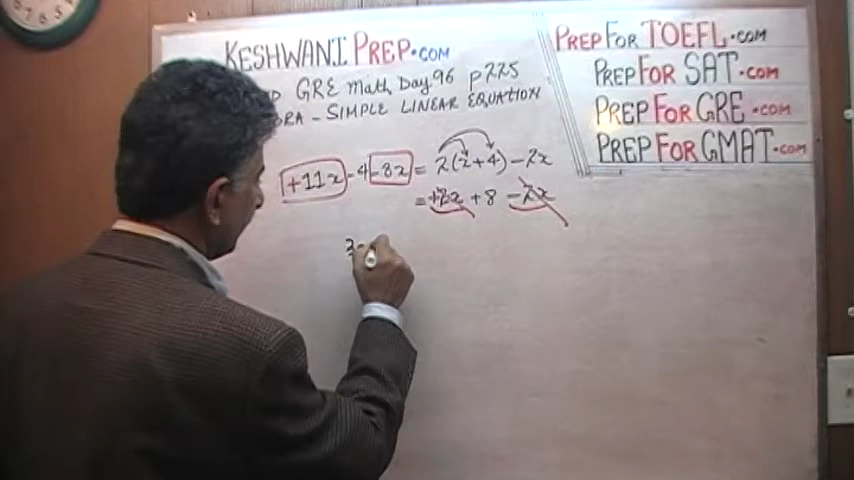 KESHWANI PREP.COM
GRE Math Day 96 p225
- SIMPLE LINEAR EQUATION
+11x - 4 - 8x = 2(x+4) - 2x
= +2x + 8 - 2x
3
PREP FOR TOEFL.COM
PREP FOR SAT.COM
PREP FOR GRE.COM
PREP FOR GMAT.COM